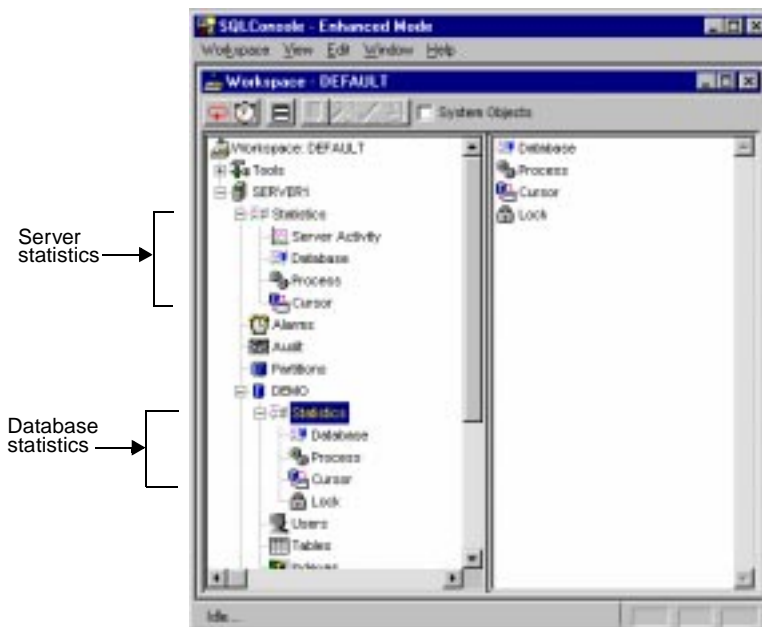 SQLConsole - Enhanced Mode
Workspace View Edit Window Help
Workspace - DEFAULT
System Objects
Workspace: DEFAULT
Tools
SERVER1
Statistics
Server Activity
Database
Process
Cursor
Alarms
Audit
Partitions
DEMO
Statistics
Database
Process
Cursor
Lock
Users
Tables
Indexes
Database
Process
Cursor
Lock
Idle...
Server
statistics
Database
statistics